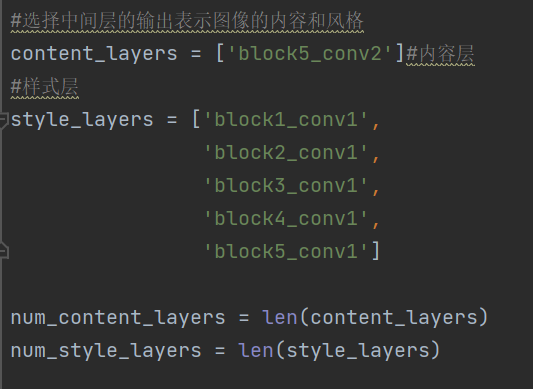 #选择中间层的输出表示图像的内容和风格
content_layers = ['block5_conv2']#内容层
#样式层
style_layers = ['block1_conv1',
                'block2_conv1',
                'block3_conv1',
                'block4_conv1',
                'block5_conv1']
num_content_layers = len(content_layers)
num_style_layers = len(style_layers)